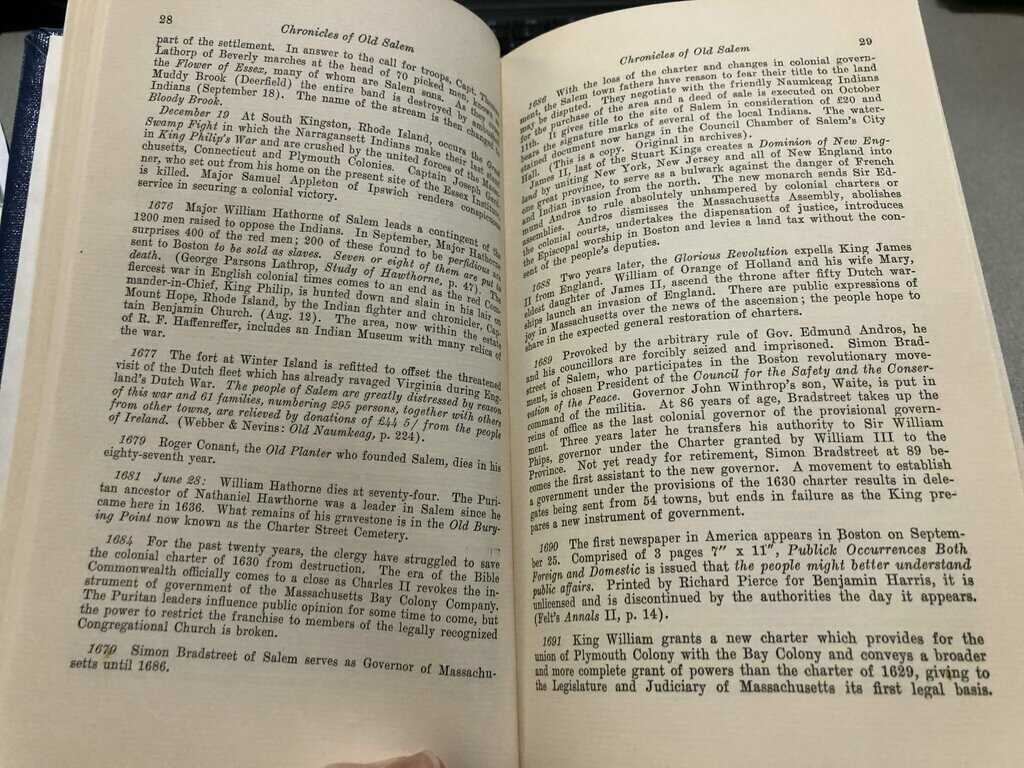 28
Chronicles of Old Salem
part of the settlement. In answer to the call for troops, Capt. Thomas
Lathorp of Beverly marches at the head of 70 picked men, known as
the Flower of Essex, many of whom are Salem sons. As they cross
Muddy Brook (Deerfield) the entire band is destroyed by ambushed
Indians (September 18). The name of the stream is then changed to
Bloody Brook.
December 19 At South Kingston, Rhode Island, occurs the Great
Swamp Fight in which the Narragansett Indians make their last stand
in King Philip's War and are crushed by the united forces of the Massa-
chusetts, Connecticut and Plymouth Colonies. Captain Joseph Gard-
ner, who set out from his home on the present site of the Essex Institute,
is killed. Major Samuel Appleton of Ipswich renders conspicuous
service in securing a colonial victory.
1676 Major William Hathorne of Salem leads a contingent of the
1200 men raised to oppose the Indians. In September, Major Hathorne
surprises 400 of the red men; 200 of these found to be perfidious are
sent to Boston to be sold as slaves. Seven or eight of them are put to
death. (George Parsons Lathrop, Study of Hawthorne, p. 47). The
fiercest war in English colonial times comes to an end as the red Com-
mander-in-Chief, King Philip, is hunted down and slain in his lair on
Mount Hope, Rhode Island, by the Indian fighter and chronicler, Cap-
tain Benjamin Church. (Aug. 12). The area, now within the estate
of R. F. Haffenreffer, includes an Indian Museum with many relics of
the war.
1677 The fort at Winter Island is refitted to offset the threatened
visit of the Dutch fleet which has already ravaged Virginia during Eng-
land's Dutch War. The people of Salem are greatly distressed by reason
of this war and 61 families, numbering 295 persons, together with others
from other towns, are relieved by donations of £44 5/ from the people
of Ireland. (Webber & Nevins: Old Naumkeag, p. 224).
1679 Roger Conant, the Old Planter who founded Salem, dies in his
eighty-seventh year.
1681 June 28: William Hathorne dies at seventy-four. The Puri-
tan ancestor of Nathaniel Hawthorne was a leader in Salem since he
came here in 1636. What remains of his gravestone is in the Old Bury-
ing Point now known as the Charter Street Cemetery.
1684 For the past twenty years, the clergy have struggled to save
the colonial charter of 1630 from destruction. The era of the Bible
Commonwealth officially comes to a close as Charles II revokes the in-
strument of government of the Massachusetts Bay Colony Company.
The Puritan leaders influence public opinion for some time to come, but
the power to restrict the franchise to members of the legally recognized
Congregational Church is broken.
1679 Simon Bradstreet of Salem serves as Governor of Massachu-
setts until 1686.
Chronicles of Old Salem
29
1686 With the loss of the charter and changes in colonial govern-
ment, the Salem town fathers have reason to fear their title to the land
may be disputed. They negotiate with the friendly Naumkeag Indians
for the purchase of the area and a deed of sale is executed on October
11th. It gives title to the site of Salem in consideration of £20 and
bears the signature marks of several of the local Indians. The water-
stained document now hangs in the Council Chamber of Salem's City
Hall. (This is a copy. Original in archives).
James II, last of the Stuart Kings creates a Dominion of New Eng-
land by uniting New York, New Jersey and all of New England into
one great province, to serve as a bulwark against the danger of French
and Indian invasion from the north. The new monarch sends Sir Ed-
mund Andros to rule absolutely unhampered by colonial charters or
assemblies. Andros dismisses the Massachusetts Assembly, abolishes
the colonial courts, undertakes the dispensation of justice, introduces
the Episcopal worship in Boston and levies a land tax without the con-
sent of the people's deputies.
1688 Two years later, the Glorious Revolution expells King James
II from England. William of Orange of Holland and his wife Mary,
eldest daughter of James II, ascend the throne after fifty Dutch war-
ships launch an invasion of England. There are public expressions of
joy in Massachusetts over the news of the ascension; the people hope to
share in the expected general restoration of charters.
1689 Provoked by the arbitrary rule of Gov. Edmund Andros, he
and his councillors are forcibly seized and imprisoned. Simon Brad-
street of Salem, who participates in the Boston revolutionary move-
ment, is chosen President of the Council for the Safety and the Conser-
vation of the Peace. Governor John Winthrop's son, Waite, is put in
command of the militia. At 86 years of age, Bradstreet takes up the
reins of office as the last colonial governor of the provisional govern-
ment. Three years later he transfers his authority to Sir William
Phips, governor under the Charter granted by William III to the
Province. Not yet ready for retirement, Simon Bradstreet at 89 be-
comes the first assistant to the new governor. A movement to establish
a government under the provisions of the 1630 charter results in dele-
gates being sent from 54 towns, but ends in failure as the King pre-
pares a new instrument of government.
1690 The first newspaper in America appears in Boston on Septem-
ber 25. Comprised of 3 pages 7" x 11", Publick Occurrences Both
Foreign and Domestic is issued that the people might better understand
public affairs. Printed by Richard Pierce for Benjamin Harris, it is
unlicensed and is discontinued by the authorities the day it appears.
(Felt's Annals II, p. 14).
1691 King William grants a new charter which provides for the
union of Plymouth Colony with the Bay Colony and conveys a broader
and more complete grant of powers than the charter of 1629, giving to
the Legislature and Judiciary of Massachusetts its first legal basis.